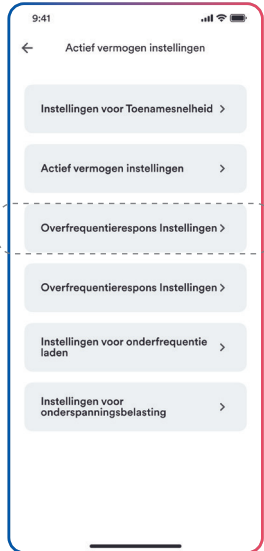 9:41
Actief vermogen instellingen
Instellingen voor Toenamesnelheid
Actief vermogen instellingen
Overfrequentierespons Instellingen
Overfrequentierespons Instellingen
Instellingen voor onderfrequentie
laden
Instellingen voor
onderspanningsbelasting